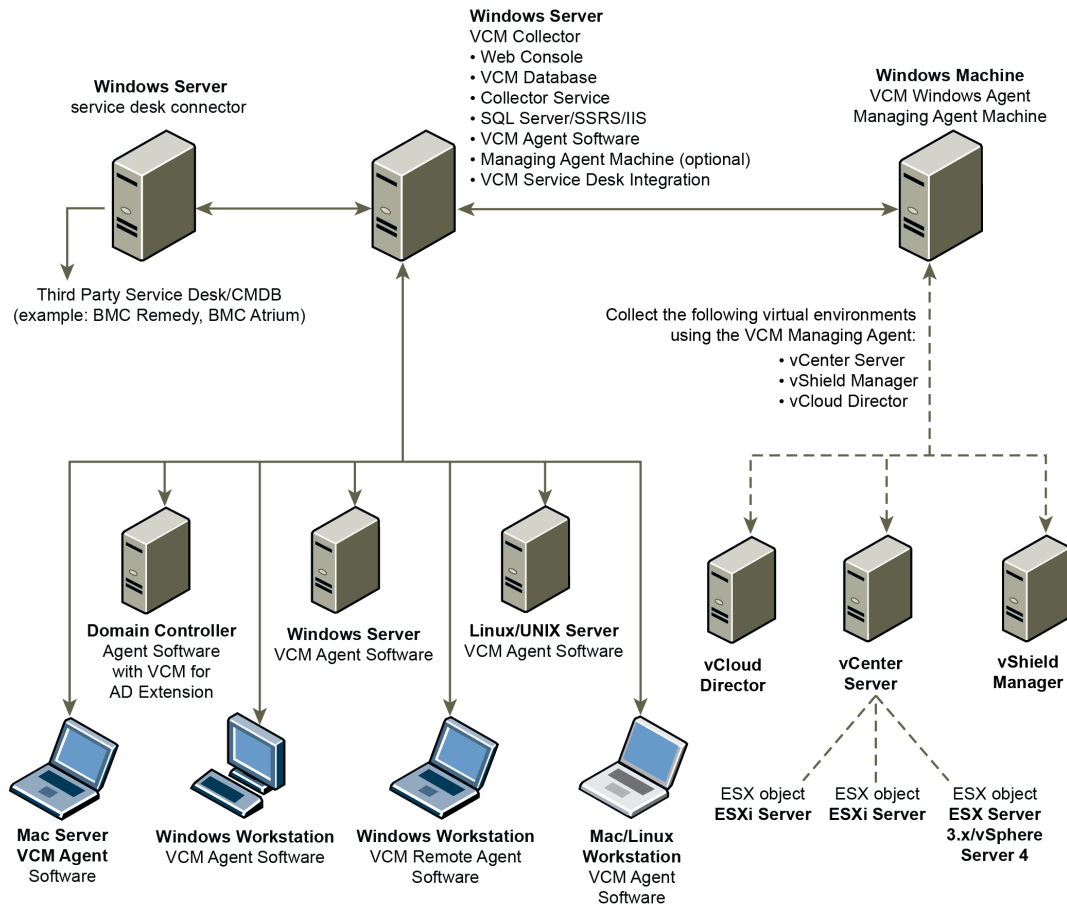 Windows Server
service desk connector
Windows Server
VCM Collector
• Web Console
• VCM Database
• Collector Service
• SQL Server/SSRS/IIS
• VCM Agent Software
• Managing Agent Machine (optional)
• VCM Service Desk Integration
Windows Machine
VCM Windows Agent
Managing Agent Machine
Third Party Service Desk/CMDB
(example: BMC Remedy, BMC Atrium)
Collect the following virtual environments
using the VCM Managing Agent:
• vCenter Server
• vShield Manager
• vCloud Director
Domain Controller
Agent Software
with VCM for
AD Extension
Windows Server
VCM Agent Software
Linux/UNIX Server
VCM Agent Software
vCloud
Director
vCenter
Server
vShield
Manager
Mac Server
VCM Agent
Software
Windows Workstation
VCM Agent Software
Windows Workstation
VCM Remote Agent
Software
Mac/Linux
Workstation
VCM Agent
Software
ESX object
ESXi Server
ESX object
ESXi Server
ESX object
ESX Server
3.x/vSphere
Server 4